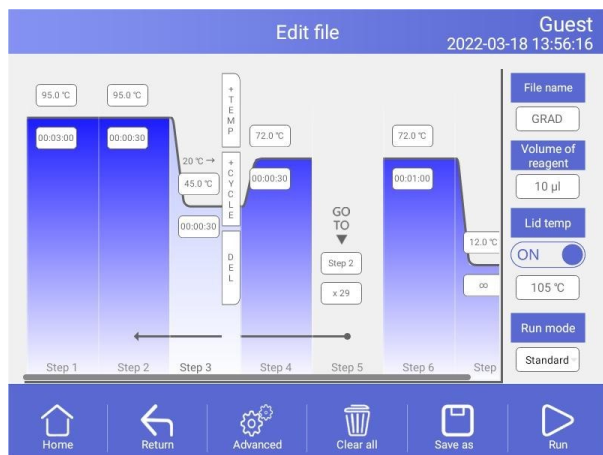 Edit file
Guest
2022-03-18 13:56:16
95.0 ℃
95.0 ℃
00:03:00
00:00:30
20 ℃ →
45.0 ℃
00:00:30
+TEMP
+CYCLE
DEL
72.0 ℃
00:00:30
GO
TO
Step 2
x 29
72.0 ℃
00:01:00
12.0 ℃
∞
Step 1
Step 2
Step 3
Step 4
Step 5
Step 6
Step
File name
GRAD
Volume of
reagent
10 µl
Lid temp
ON
105 ℃
Run mode
Standard
Home
Return
Advanced
Clear all
Save as
Run